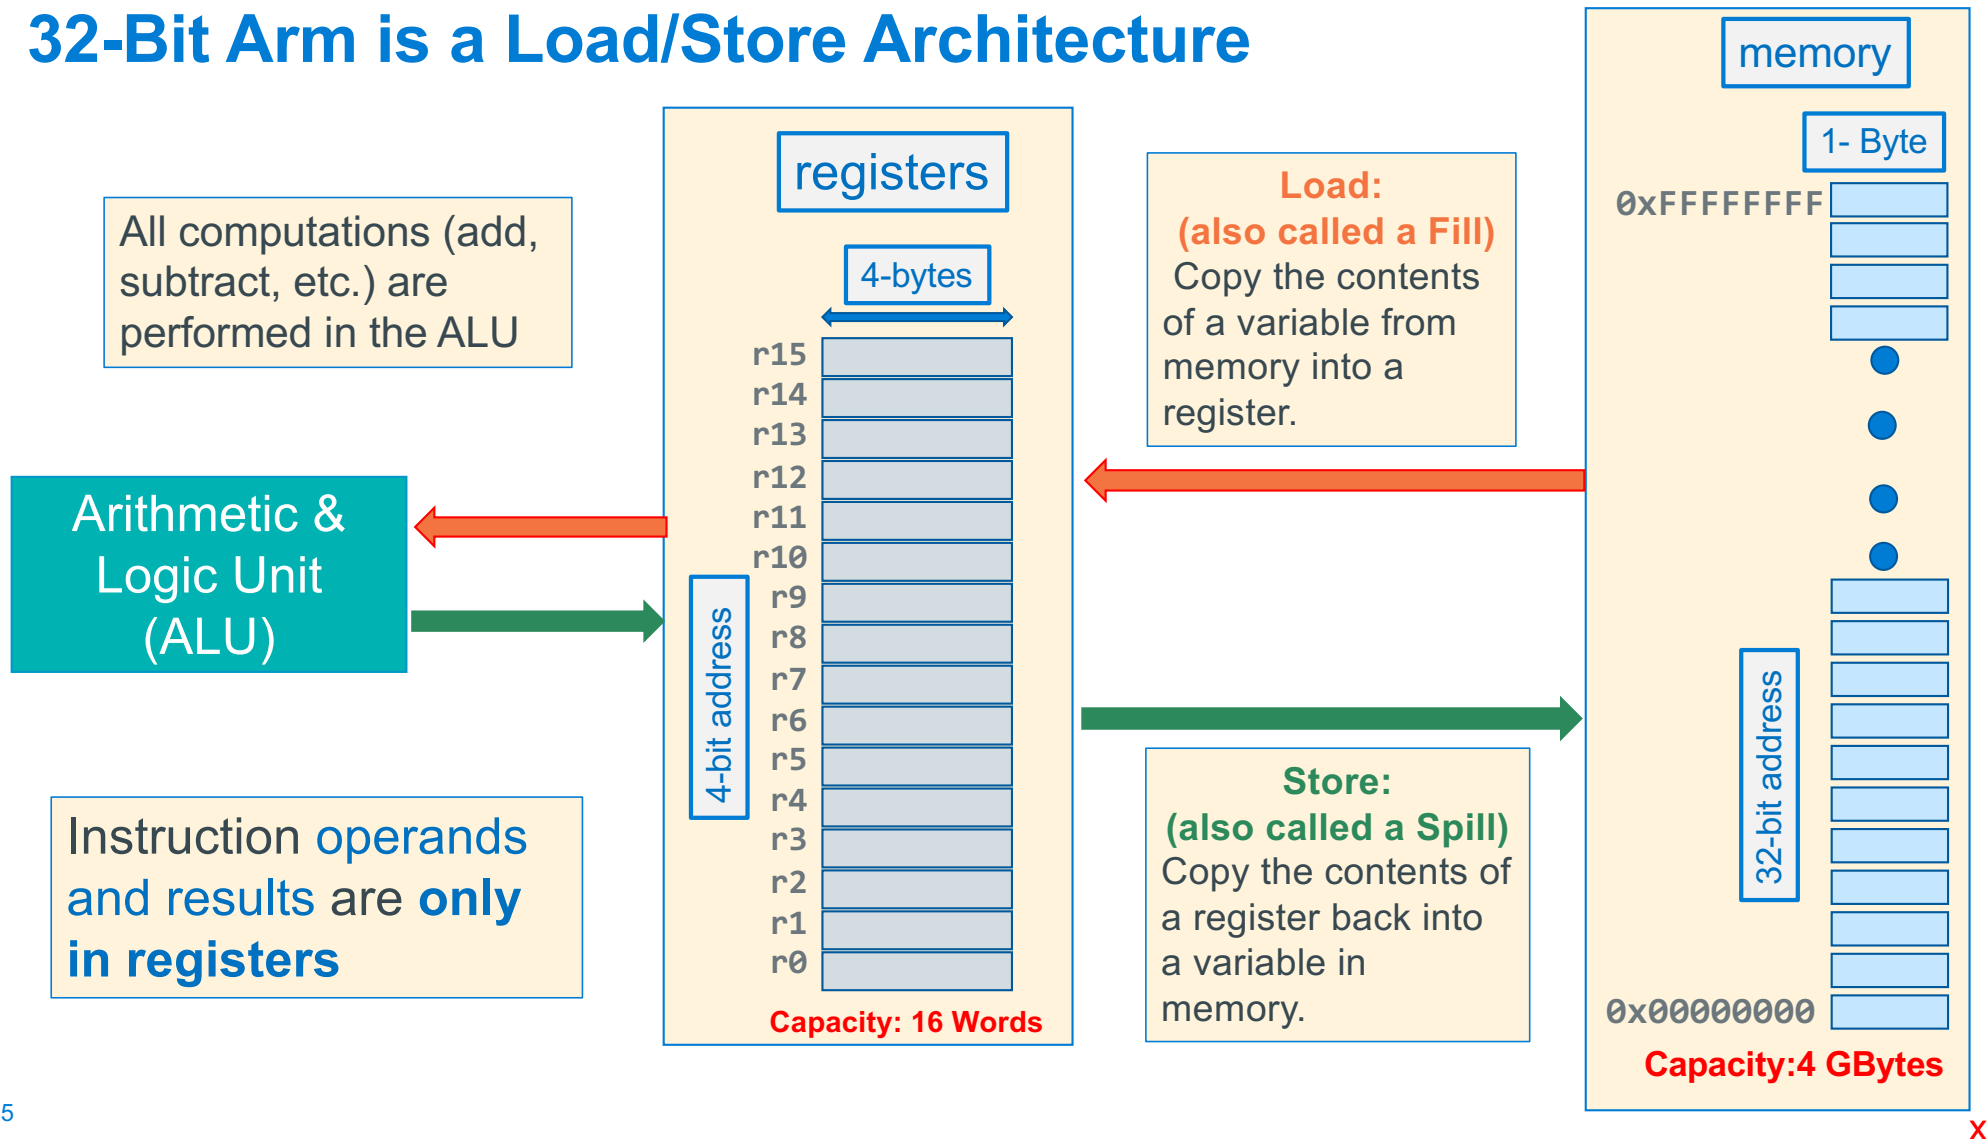 32-Bit Arm is a Load/Store Architecture
All computations (add,
subtract, etc.) are
performed in the ALU
Arithmetic &
Logic Unit
(ALU)
Instruction operands
and results are only
in registers
registers
4-bytes
r15
r14
r13
r12
r11
r10
r9
r8
r7
r6
r5
r4
r3
r2
r1
r0
4-bit address
Capacity: 16 Words
Load:
(also called a Fill)
Copy the contents
of a variable from
memory into a
register.
Store:
(also called a Spill)
Copy the contents of
a register back into
a variable in
memory.
memory
1- Byte
0xFFFFFFFF
32-bit address
0x00000000
Capacity:4 GBytes
5
X